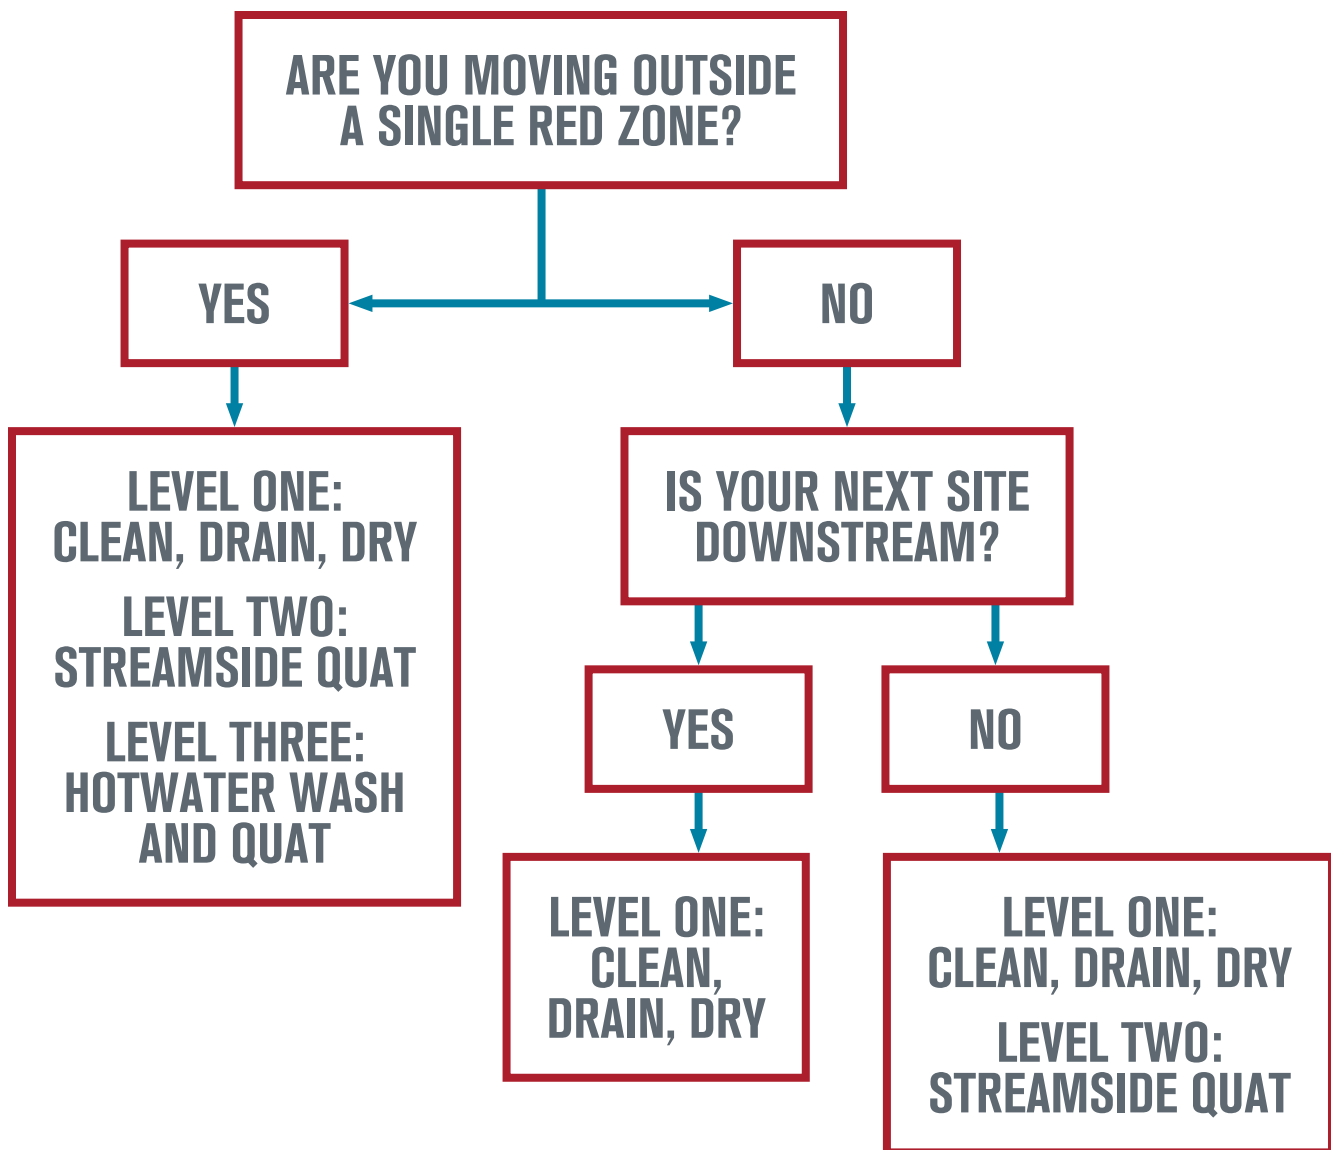 ARE YOU MOVING OUTSIDE
A SINGLE RED ZONE?
YES
NO
LEVEL ONE:
CLEAN, DRAIN, DRY
LEVEL TWO:
STREAMSIDE QUAT
LEVEL THREE:
HOTWATER WASH
AND QUAT
IS YOUR NEXT SITE
DOWNSTREAM?
YES
NO
LEVEL ONE:
CLEAN,
DRAIN, DRY
LEVEL ONE:
CLEAN, DRAIN, DRY
LEVEL TWO:
STREAMSIDE QUAT